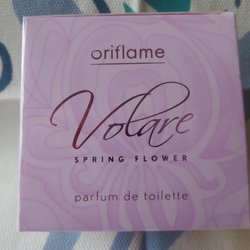 oriflame
Volare
SPRING FLOWER
parfum de toilette